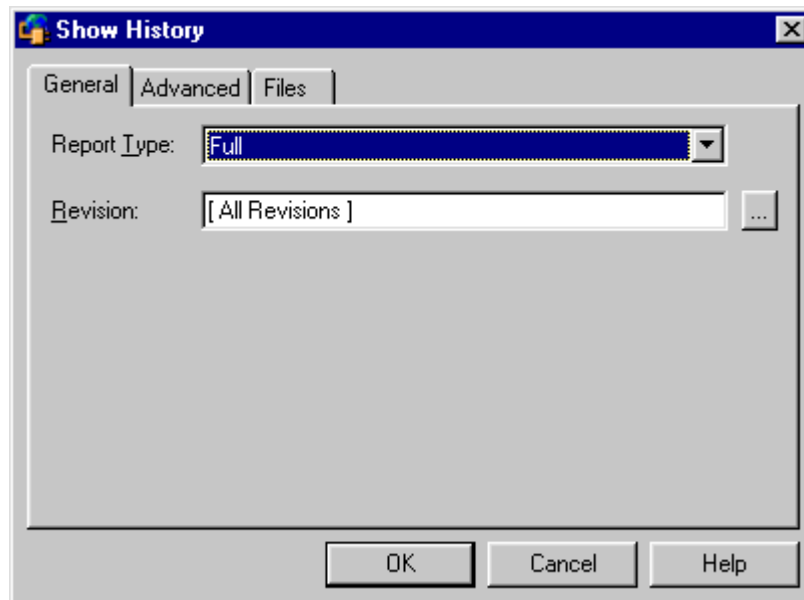 Show History
General Advanced Files
Report Type: Full
Revision: [ All Revisions ] ...
OK Cancel Help